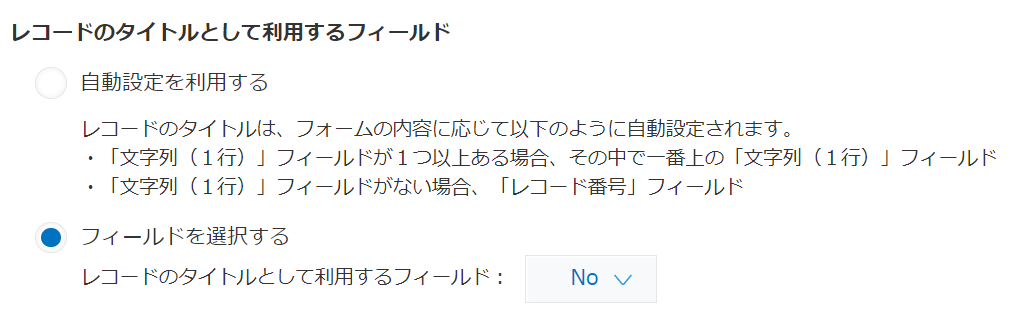 レコードのタイトルとして利用するフィールド
自動設定を利用する
レコードのタイトルは、フォームの内容に応じて以下のように自動設定されます。
・「文字列（１行）」フィールドが１つ以上ある場合、その中で一番上の「文字列（１行）」フィールド
・「文字列（１行）」フィールドがない場合、「レコード番号」フィールド
フィールドを選択する
レコードのタイトルとして利用するフィールド： No